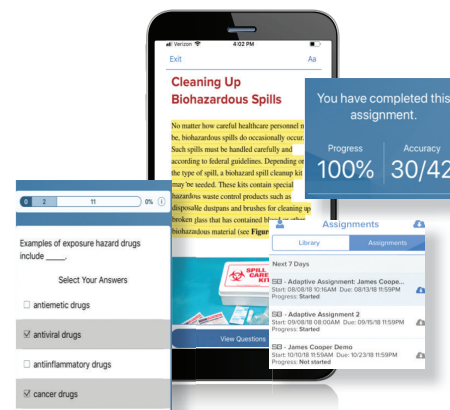 Verizon
4:02 PM
Exit
Aa
Cleaning Up
Biohazardous Spills
No matter how careful healthcare personnel
be, biohazardous spills do occasionally occur.
Such spills must be handled carefully and
according to federal guidelines. Depending on
the type of spill, a biohazard spill cleanup kit
may be needed. These kits contain special
hazardous waste control products such as
disposable dustpans and brushes for cleaning up
broken glass that has contained blood or other
biohazardous material (see Figur
SPILL
CARE
KIT
View Questions
You have completed this
assignment.
Progress
Accuracy
100%
30/42
0 2 11 0%
Examples of exposure hazard drugs
include ____.
Select Your Answers
antiemetic drugs
antiviral drugs
antiinflammatory drugs
cancer drugs
Assignments
Library
Assignments
Next 7 Days
- Adaptive Assignment: James Coope...
Start: 08/08/18 10:16AM Due: 08/13/18 11:59PM
Progress: Started
- Adaptive Assignment 2
Start: 09/08/18 08:00AM Due: 09/15/18 11:59PM
Progress: Started
- James Cooper Demo
Start: 10/10/18 11:59AM Due: 10/23/18 11:59PM
Progress: Not started